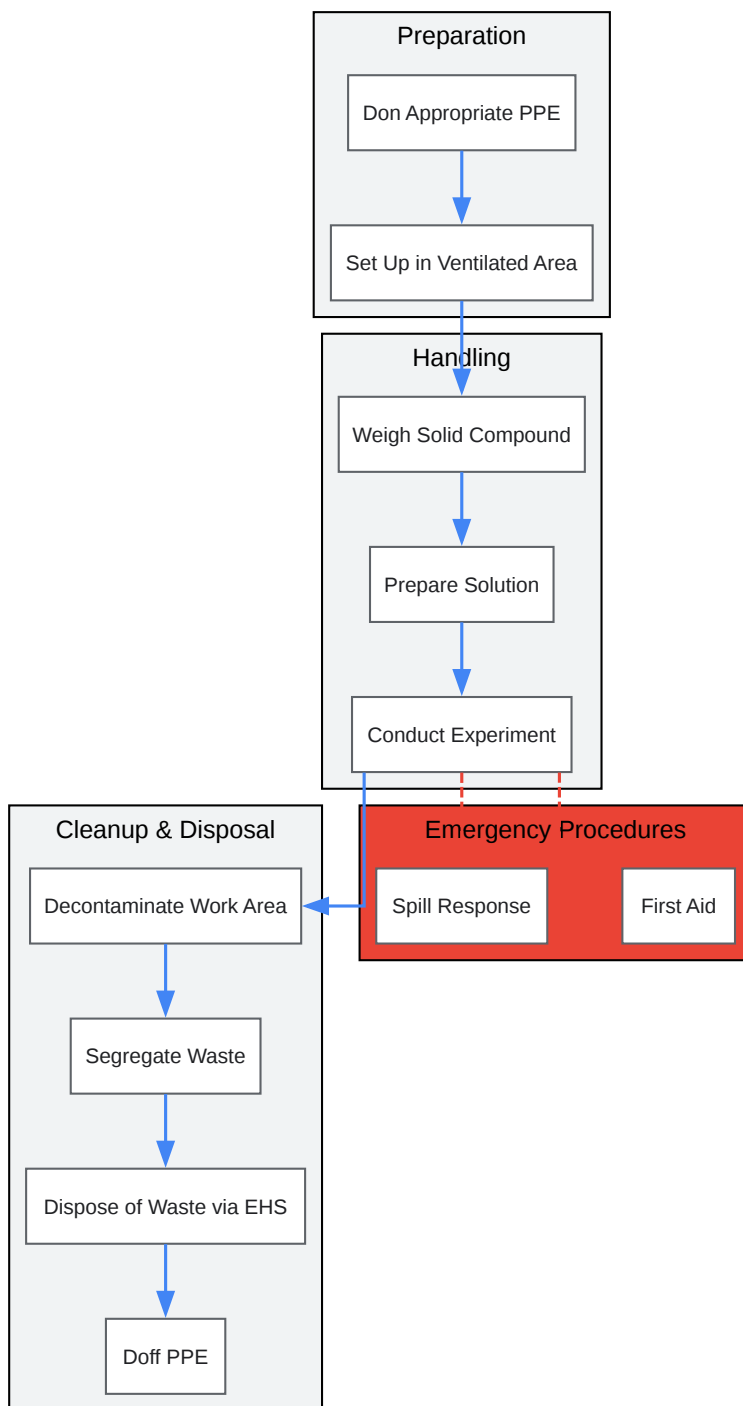 Preparation
Don Appropriate PPE
Set Up in Ventilated Area
Handling
Weigh Solid Compound
Prepare Solution
Conduct Experiment
Cleanup & Disposal
Decontaminate Work Area
Segregate Waste
Dispose of Waste via EHS
Doff PPE
Emergency Procedures
Spill Response
First Aid